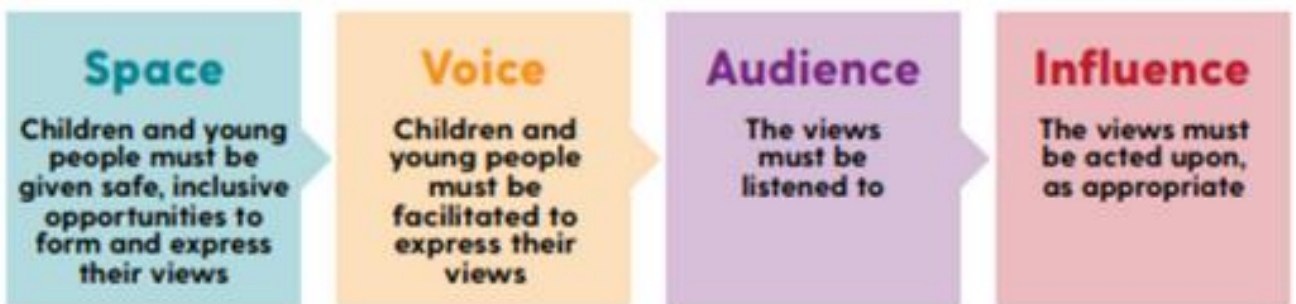 Space
Children and young
people must be
given safe, inclusive
opportunities to
form and express
their views
Voice
Children and
young people
must be
facilitated to
express their
views
Audience
The views
must be
listened to
Influence
The views must
be acted upon,
as appropriate